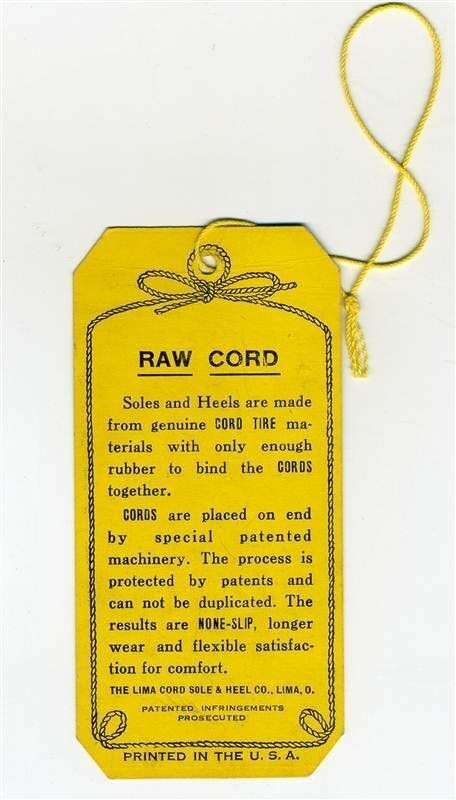 RAW CORD
Soles and Heels are made
from genuine CORD TIRE ma-
terials with only enough
rubber to bind the CORDS
together.
CORDS are placed on end
by special patented
machinery. The process is
protected by patents and
can not be duplicated. The
results are NONE-SLIP, longer
wear and flexible satisfac-
tion for comfort.
THE LIMA CORD SOLE & HEEL CO., LIMA, O.
PATENTED INFRINGEMENTS
PROSECUTED
PRINTED IN THE U. S. A.